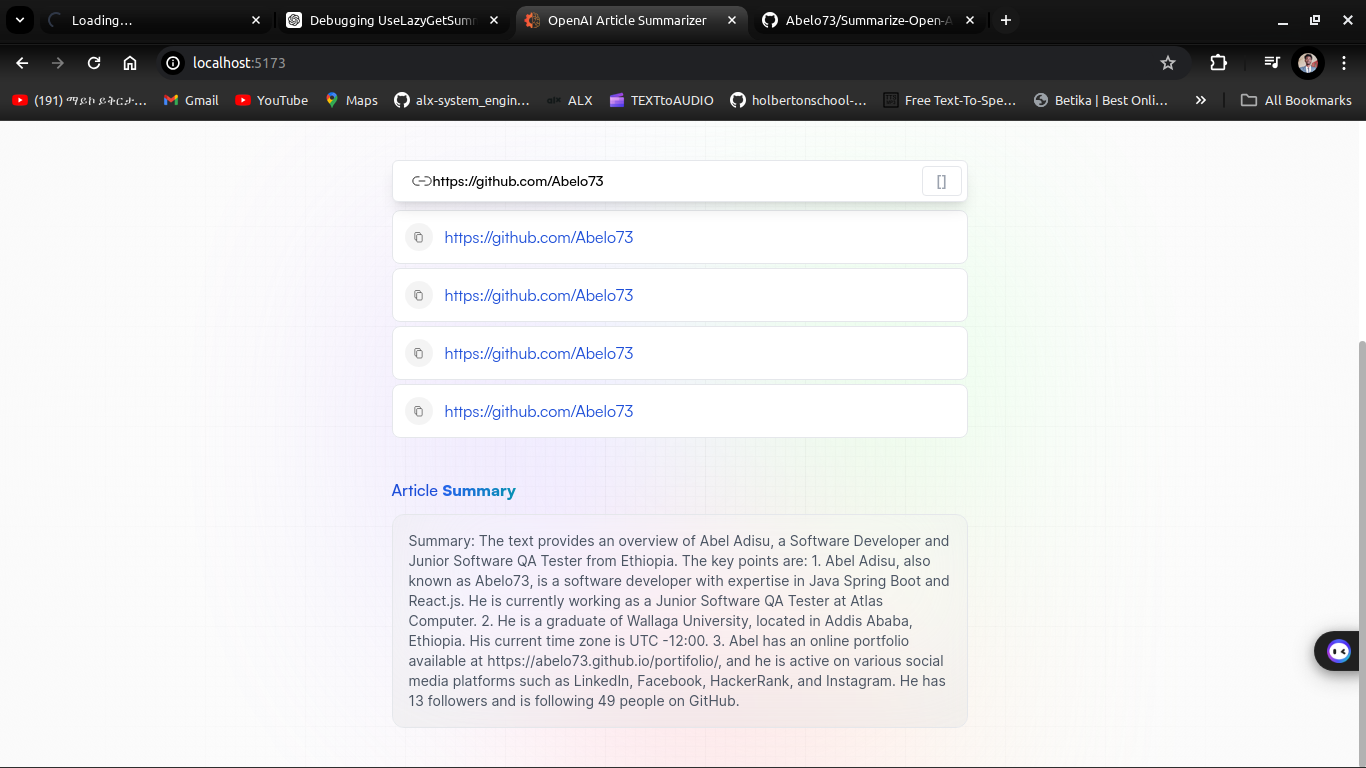 Loading…
Debugging UseLazyGetSum
OpenAI Article Summarizer
Abelo73/Summarize-Open-A
localhost:5173
(191) ማይኮ ይቅርታ…
Gmail
YouTube
Maps
alx-system_engin…
ALX
TEXTtoAUDIO
holbertonschool-…
Free Text-To-Spe…
Betika | Best Onli…
All Bookmarks
https://github.com/Abelo73
[]
https://github.com/Abelo73
https://github.com/Abelo73
https://github.com/Abelo73
https://github.com/Abelo73
Article Summary
Summary: The text provides an overview of Abel Adisu, a Software Developer and
Junior Software QA Tester from Ethiopia. The key points are: 1. Abel Adisu, also
known as Abelo73, is a software developer with expertise in Java Spring Boot and
React.js. He is currently working as a Junior Software QA Tester at Atlas
Computer. 2. He is a graduate of Wallaga University, located in Addis Ababa,
Ethiopia. His current time zone is UTC -12:00. 3. Abel has an online portfolio
available at https://abelo73.github.io/portifolio/, and he is active on various social
media platforms such as LinkedIn, Facebook, HackerRank, and Instagram. He has
13 followers and is following 49 people on GitHub.